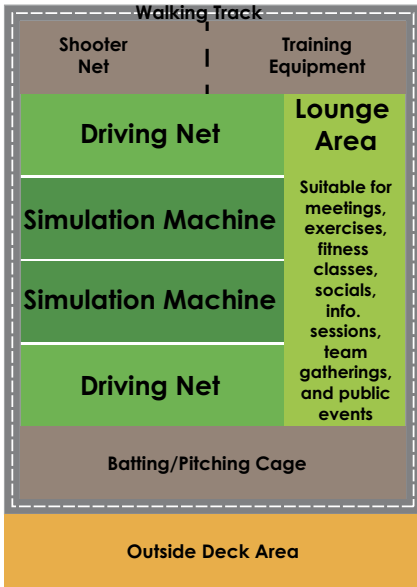 Walking Track
Shooter
Net
Training
Equipment
Driving Net
Simulation Machine
Simulation Machine
Driving Net
Lounge
Area
Suitable for
meetings,
exercises,
fitness
classes,
socials,
info.
sessions,
team
gatherings,
and public
events
Batting/Pitching Cage
Outside Deck Area